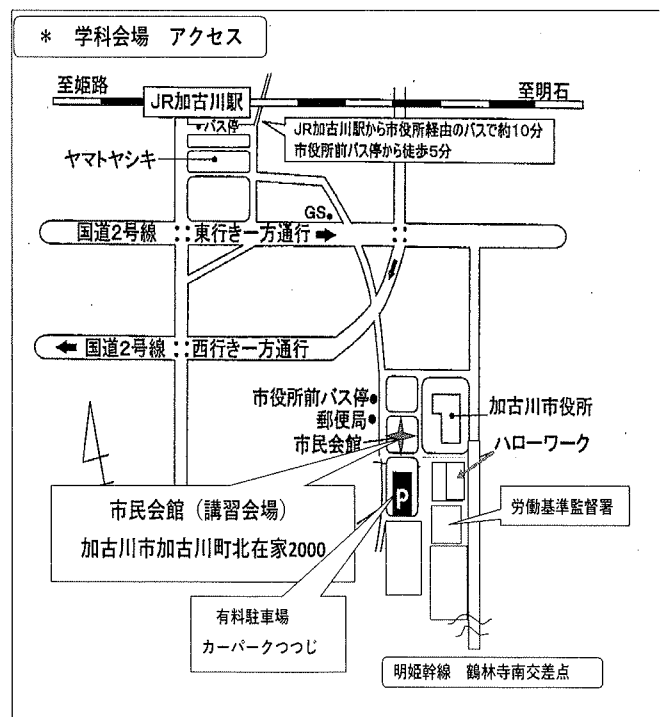 * 学科会場 アクセス
至姫路
至明石
JR加古川駅
•バス停
JR加古川駅から市役所経由のバスで約10分
市役所前バス停から徒歩5分
ヤマトヤシキ
GS
国道2号線
東行き一方通行
国道2号線
西行き一方通行
市役所前バス停
郵便局
市民会館
加古川市役所
ハローワーク
P
労働基準監督署
市民会館(講習会場)
加古川市加古川町北在家2000
有料駐車場
カーパークつつじ
明姫幹線 鶴林寺南交差点